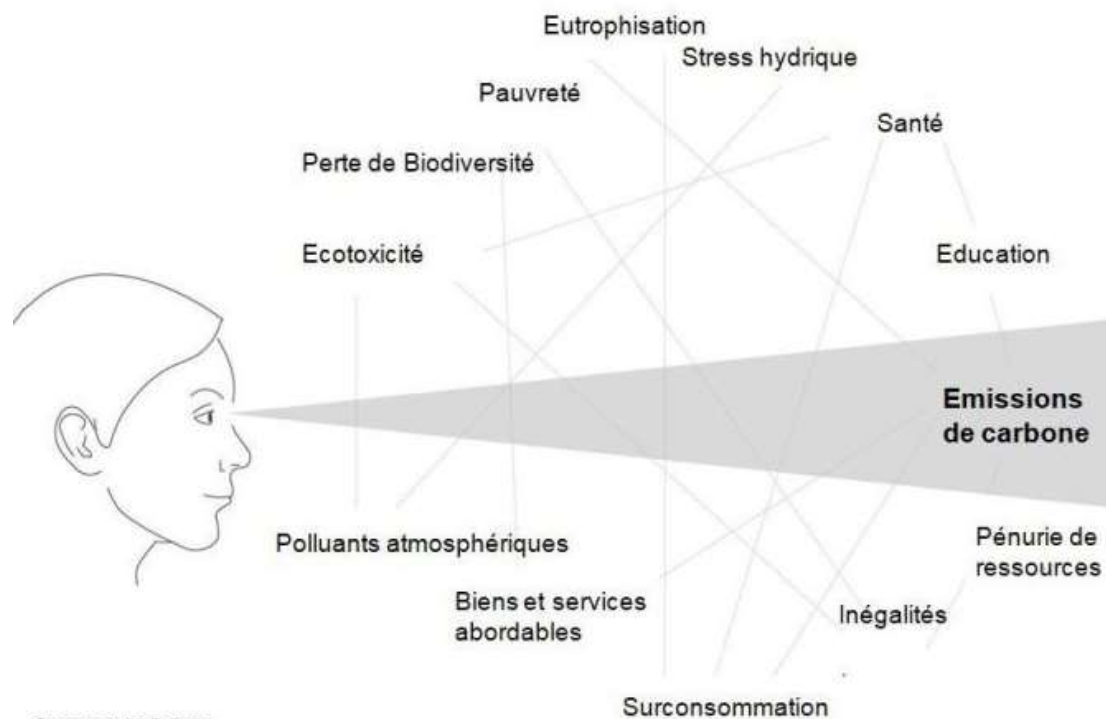 Eutrophisation
Stress hydrique
Pauvreté
Santé
Perte de Biodiversité
Ecotoxicité
Education
Emissions
de carbone
Polluants atmosphériques
Pénurie de
ressources
Biens et services
abordables
Inégalités
Surconsommation